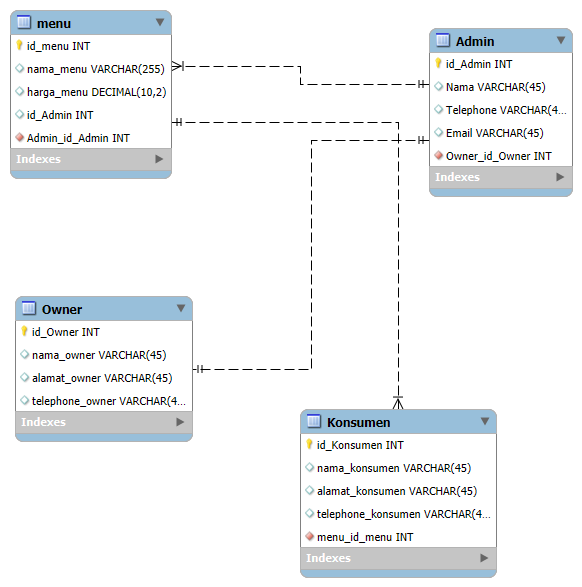 menu
id_menu INT
nama_menu VARCHAR(255)
harga_menu DECIMAL(10,2)
id_Admin INT
Admin_id_Admin INT
Indexes
Admin
id_Admin INT
Nama VARCHAR(45)
Telephone VARCHAR(4...
Email VARCHAR(45)
Owner_id_Owner INT
Indexes
Owner
id_Owner INT
nama_owner VARCHAR(45)
alamat_owner VARCHAR(45)
telephone_owner VARCHAR(4...
Indexes
Konsumen
id_Konsumen INT
nama_konsumen VARCHAR(45)
alamat_konsumen VARCHAR(45)
telephone_konsumen VARCHAR(4...
menu_id_menu INT
Indexes